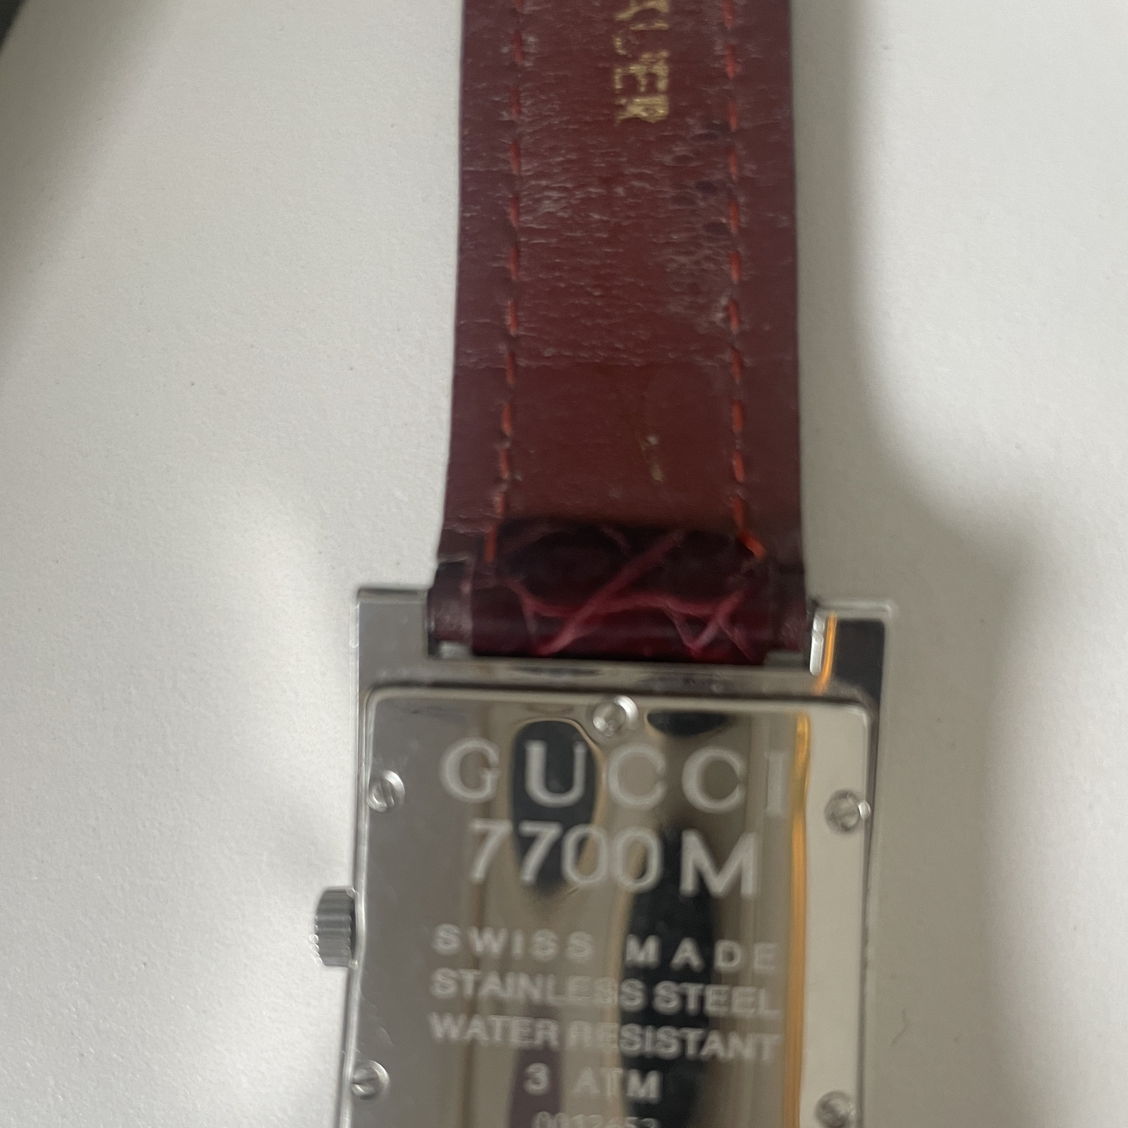 GUCCI
7700M
SWISS MADE
STAINLESS STEEL
WATER RESISTANT
3 ATM